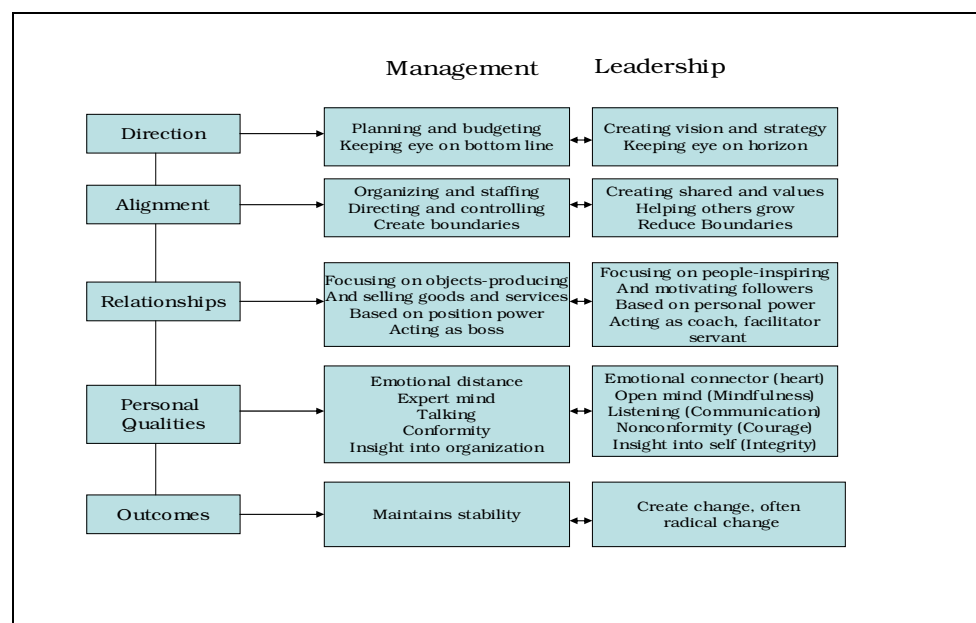 Management
Leadership
Direction
Planning and budgeting
Keeping eye on bottom line
Creating vision and strategy
Keeping eye on horizon
Alignment
Organizing and staffing
Directing and controlling
Create boundaries
Creating shared and values
Helping others grow
Reduce Boundaries
Relationships
Focusing on objects-producing
And selling goods and services
Based on position power
Acting as boss
Focusing on people-inspiring
And motivating followers
Based on personal power
Acting as coach, facilitator
servant
Personal
Qualities
Emotional distance
Expert mind
Talking
Conformity
Insight into organization
Emotional connector (heart)
Open mind (Mindfulness)
Listening (Communication)
Nonconformity (Courage)
Insight into self (Integrity)
Outcomes
Maintains stability
Create change, often
radical change